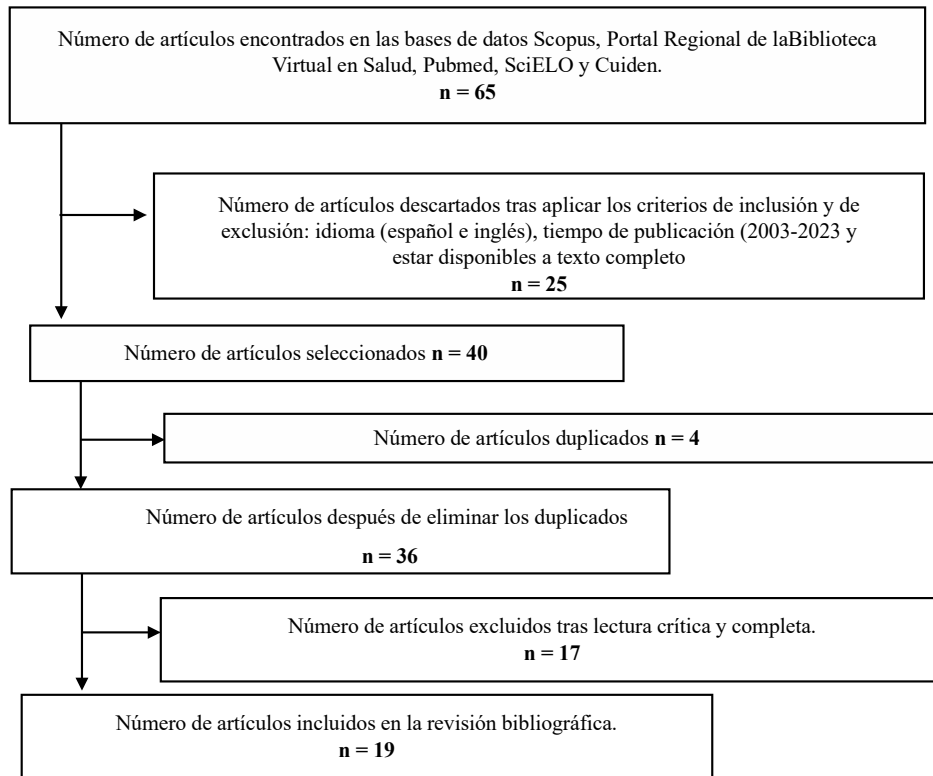 Número de artículos encontrados en las bases de datos Scopus, Portal Regional de laBiblioteca
Virtual en Salud, Pubmed, SciELO y Cuiden.
n = 65
Número de artículos descartados tras aplicar los criterios de inclusión y de
exclusión: idioma (español e inglés), tiempo de publicación (2003-2023 y
estar disponibles a texto completo
n = 25
Número de artículos seleccionados n = 40
Número de artículos duplicados n = 4
Número de artículos después de eliminar los duplicados
n = 36
Número de artículos excluidos tras lectura crítica y completa.
n = 17
Número de artículos incluidos en la revisión bibliográfica.
n = 19